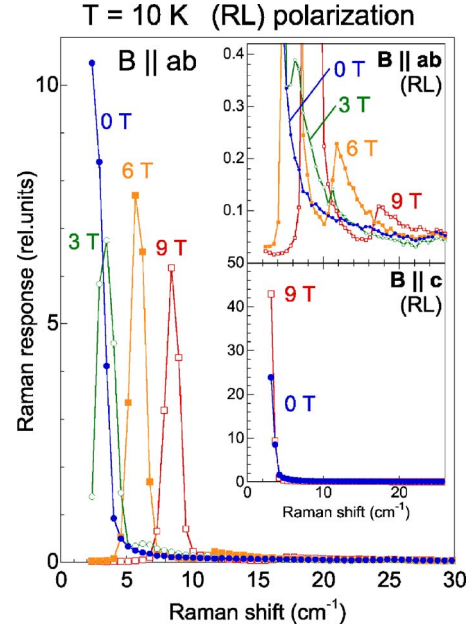 T = 10 K (RL) polarization
B || ab
0 T
3 T
6 T
9 T
10
5
0
Raman response (rel.units)
0 5 10 15 20 25 30
Raman shift (cm-1)
B || ab
(RL)
0 T
3 T
6 T
9 T
0.4
0.3
0.2
0.1
B || c
(RL)
9 T
0 T
50
40
30
20
10
0
0 10 20
Raman shift (cm-1)